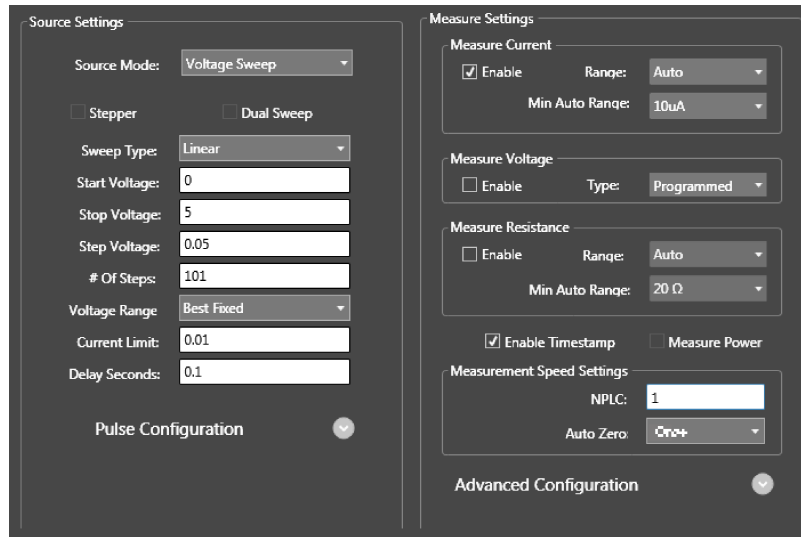 Source Settings
Source Mode: Voltage Sweep
Stepper Dual Sweep
Sweep Type: Linear
Start Voltage: 0
Stop Voltage: 5
Step Voltage: 0.05
# Of Steps: 101
Voltage Range Best Fixed
Current Limit: 0.01
Delay Seconds: 0.1
Pulse Configuration
Measure Settings
Measure Current
Enable Range: Auto
Min Auto Range: 10uA
Measure Voltage
Enable Type: Programmed
Measure Resistance
Enable Range: Auto
Min Auto Range: 20 Ω
Enable Timestamp Measure Power
Measurement Speed Settings
NPLC: 1
Auto Zero:
Advanced Configuration